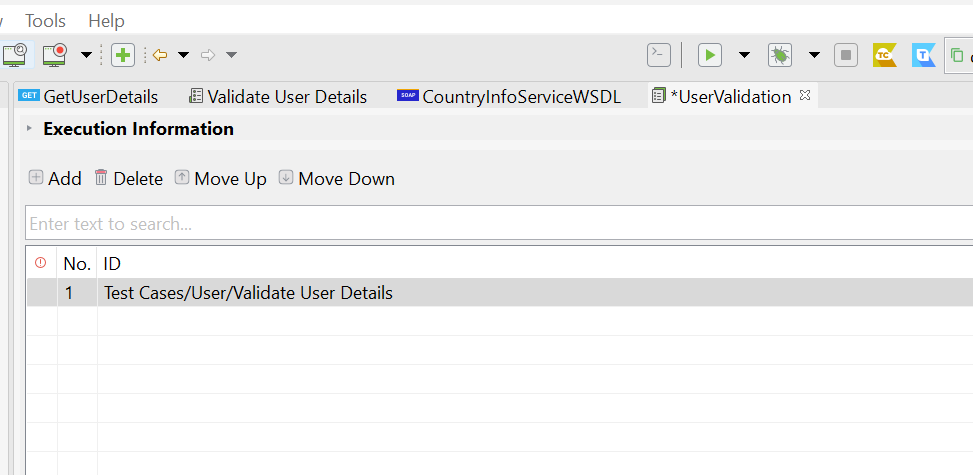 Tools Help
TC T
GET GetUserDetails Validate User Details SOAP CountryInfoServiceWSDL *UserValidation
Execution Information
Add Delete Move Up Move Down
Enter text to search...
No. ID
1 Test Cases/User/Validate User Details